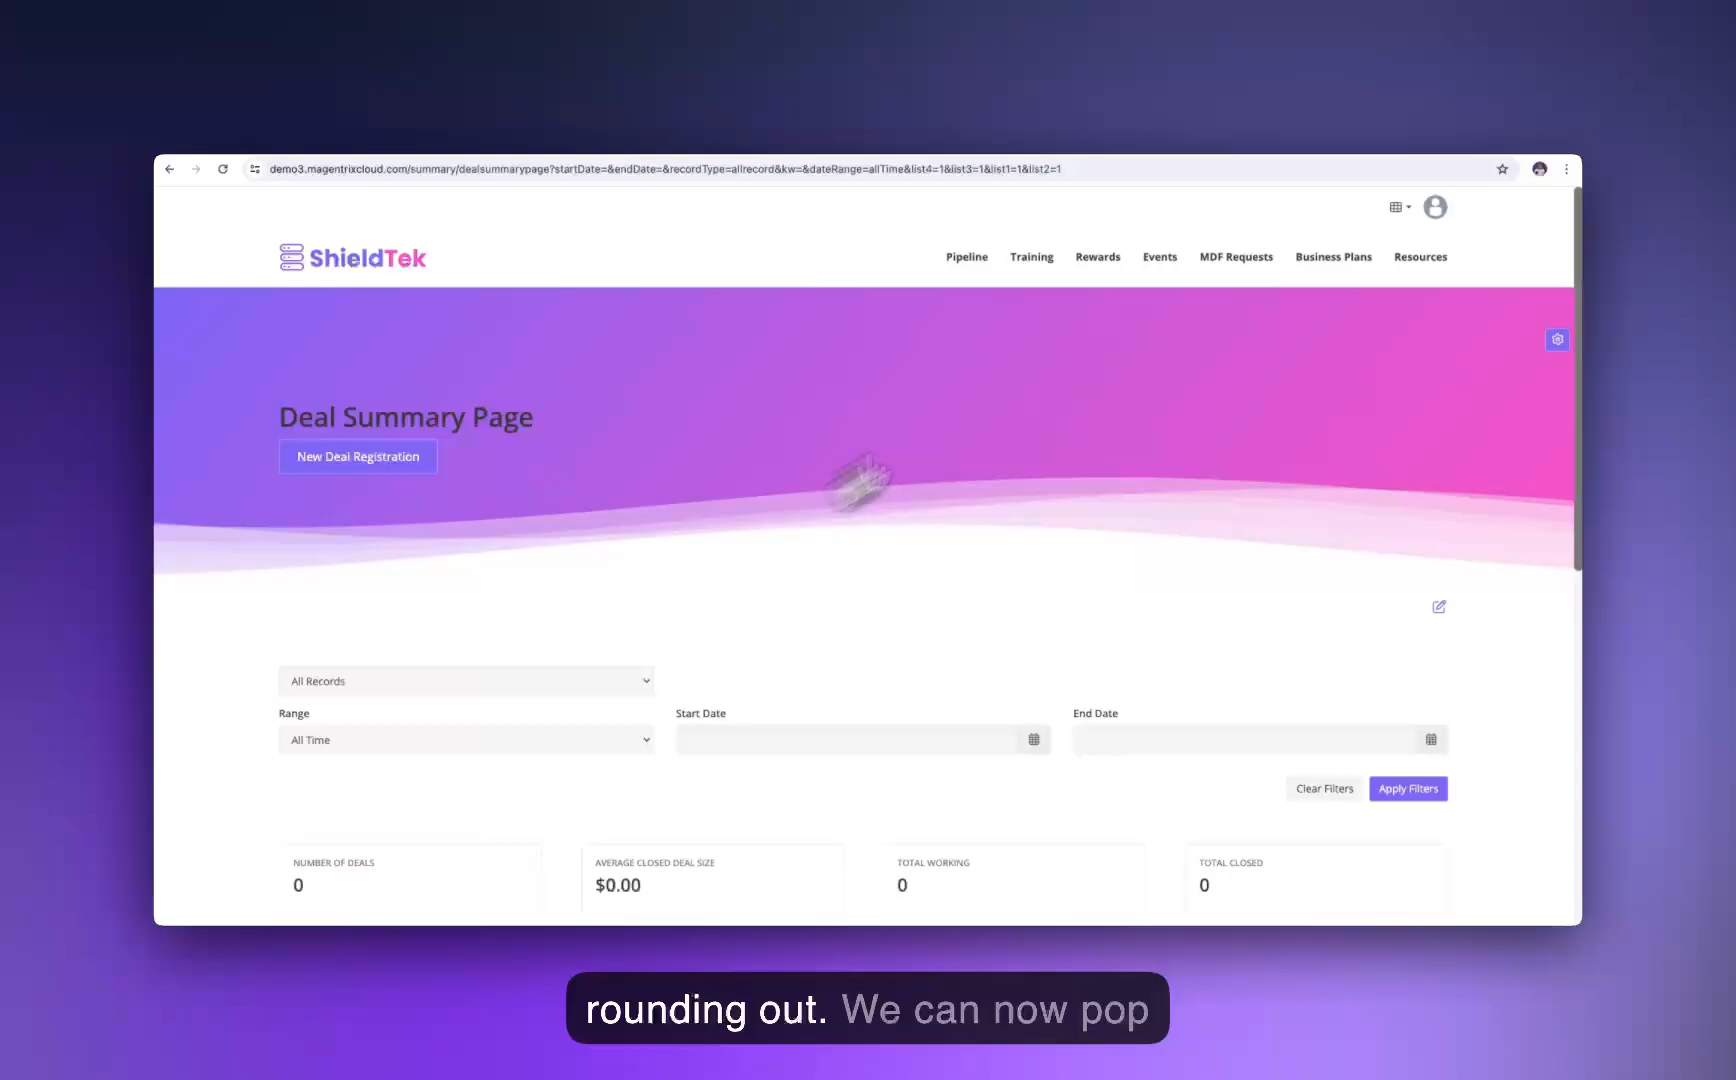 demo3.magentrixcloud.com/summary/dealsummarypage?startDate=&endDate=&recordType=allrecord&kw=&dateRange=allTime&list4=1&list3=1&list1=1&list2=1
ShieldTek
Pipeline Training Rewards Events MDF Requests Business Plans Resources
Deal Summary Page
New Deal Registration
All Records
Range Start Date End Date
All Time
Clear Filters Apply Filters
NUMBER OF DEALS AVERAGE CLOSED DEAL SIZE TOTAL WORKING TOTAL CLOSED
0 $0.00 0 0
rounding out. We can now pop